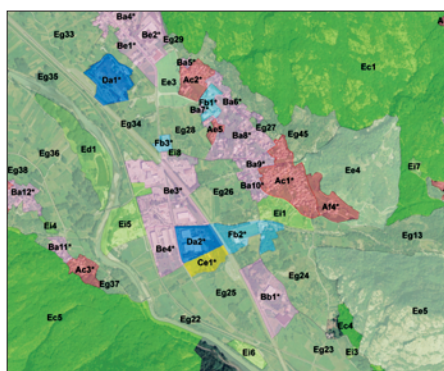 Ba4*
Eg33
Be2*
Eg29
Be1*
A
Ec1
Eg35
Ba5*
Da1*
Ee3
Ac2*
Ba6*
Fb1*
Ba7*
Eg34
Eg28
Ae5
Eg27
Eg45
Ba8*
Fb3*
Ei8
Eg36
Ed1
Ba9*
Ee4
Ei7
Eg38
Ac1*
Be3*
Eg26
Ba10*
Ba12*
Af4*
Ei4
Ei5
Ei1
Eg13
Ba11*
Be4*
Da2*
Fb2*
Ac3*
Ce1*
Eg24
Eg37
Eg25
Bb1*
Ee5
Ec5
Eg22
Ec4
Eg23
Ei6
Ei3